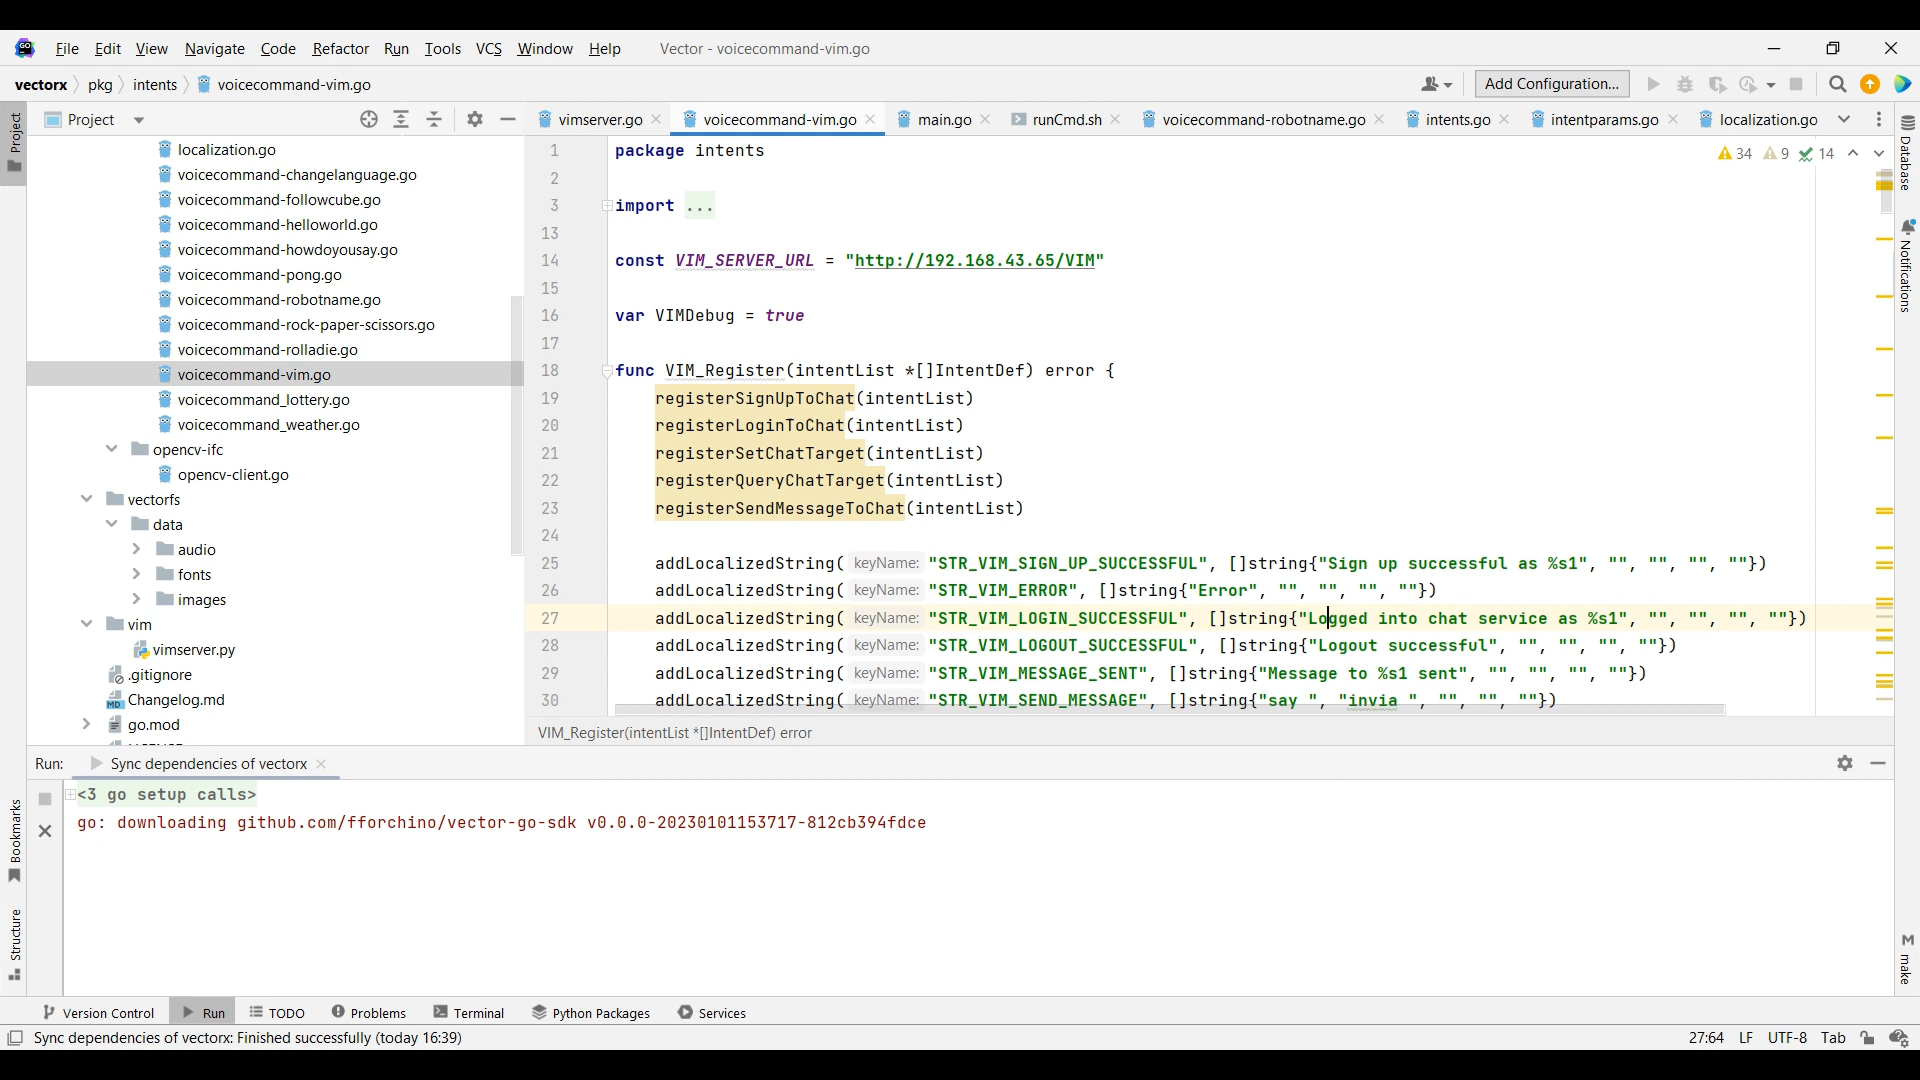 GO File Edit View Navigate Code Refactor Run Tools VCS Window Help Vector - voicecommand-vim.go
vectorx pkg intents voicecommand-vim.go Add Configuration...
Project
vimserver.go voicecommand-vim.go main.go runCmd.sh voicecommand-robotname.go intents.go intentparams.go localization.go
Project
Bookmarks
Structure
localization.go
voicecommand-changelanguage.go
voicecommand-followcube.go
voicecommand-helloworld.go
voicecommand-howdoyousay.go
voicecommand-pong.go
voicecommand-robotname.go
voicecommand-rock-paper-scissors.go
voicecommand-rolladie.go
voicecommand-vim.go
voicecommand_lottery.go
voicecommand_weather.go
opencv-ifc
opencv-client.go
vectorfs
data
audio
fonts
images
vim
vimserver.py
.gitignore
MD Changelog.md
go.mod
34 9 14
1 package intents
2
3 import ...
13
14 const VIM_SERVER_URL = "http://192.168.43.65/VIM"
15
16 var VIMDebug = true
17
18 func VIM_Register(intentList *[]IntentDef) error {
19 registerSignUpToChat(intentList)
20 registerLoginToChat(intentList)
21 registerSetChatTarget(intentList)
22 registerQueryChatTarget(intentList)
23 registerSendMessageToChat(intentList)
24
25 addLocalizedString( keyName: "STR_VIM_SIGN_UP_SUCCESSFUL", []string{"Sign up successful as %s1", "", "", "", ""})
26 addLocalizedString( keyName: "STR_VIM_ERROR", []string{"Error", "", "", "", ""})
27 addLocalizedString( keyName: "STR_VIM_LOGIN_SUCCESSFUL", []string{"Logged into chat service as %s1", "", "", "", ""})
28 addLocalizedString( keyName: "STR_VIM_LOGOUT_SUCCESSFUL", []string{"Logout successful", "", "", "", ""})
29 addLocalizedString( keyName: "STR_VIM_MESSAGE_SENT", []string{"Message to %s1 sent", "", "", "", ""})
30 addLocalizedString( keyName: "STR_VIM_SEND_MESSAGE", []string{"say ", "invia ", "", "", ""})
VIM_Register(intentList *[]IntentDef) error
Database
Notifications
M make
Run: Sync dependencies of vectorx
<3 go setup calls>
go: downloading github.com/fforchino/vector-go-sdk v0.0.0-20230101153717-812cb394fdce
Version Control Run TODO Problems Terminal Python Packages Services
Sync dependencies of vectorx: Finished successfully (today 16:39) 27:64 LF UTF-8 Tab